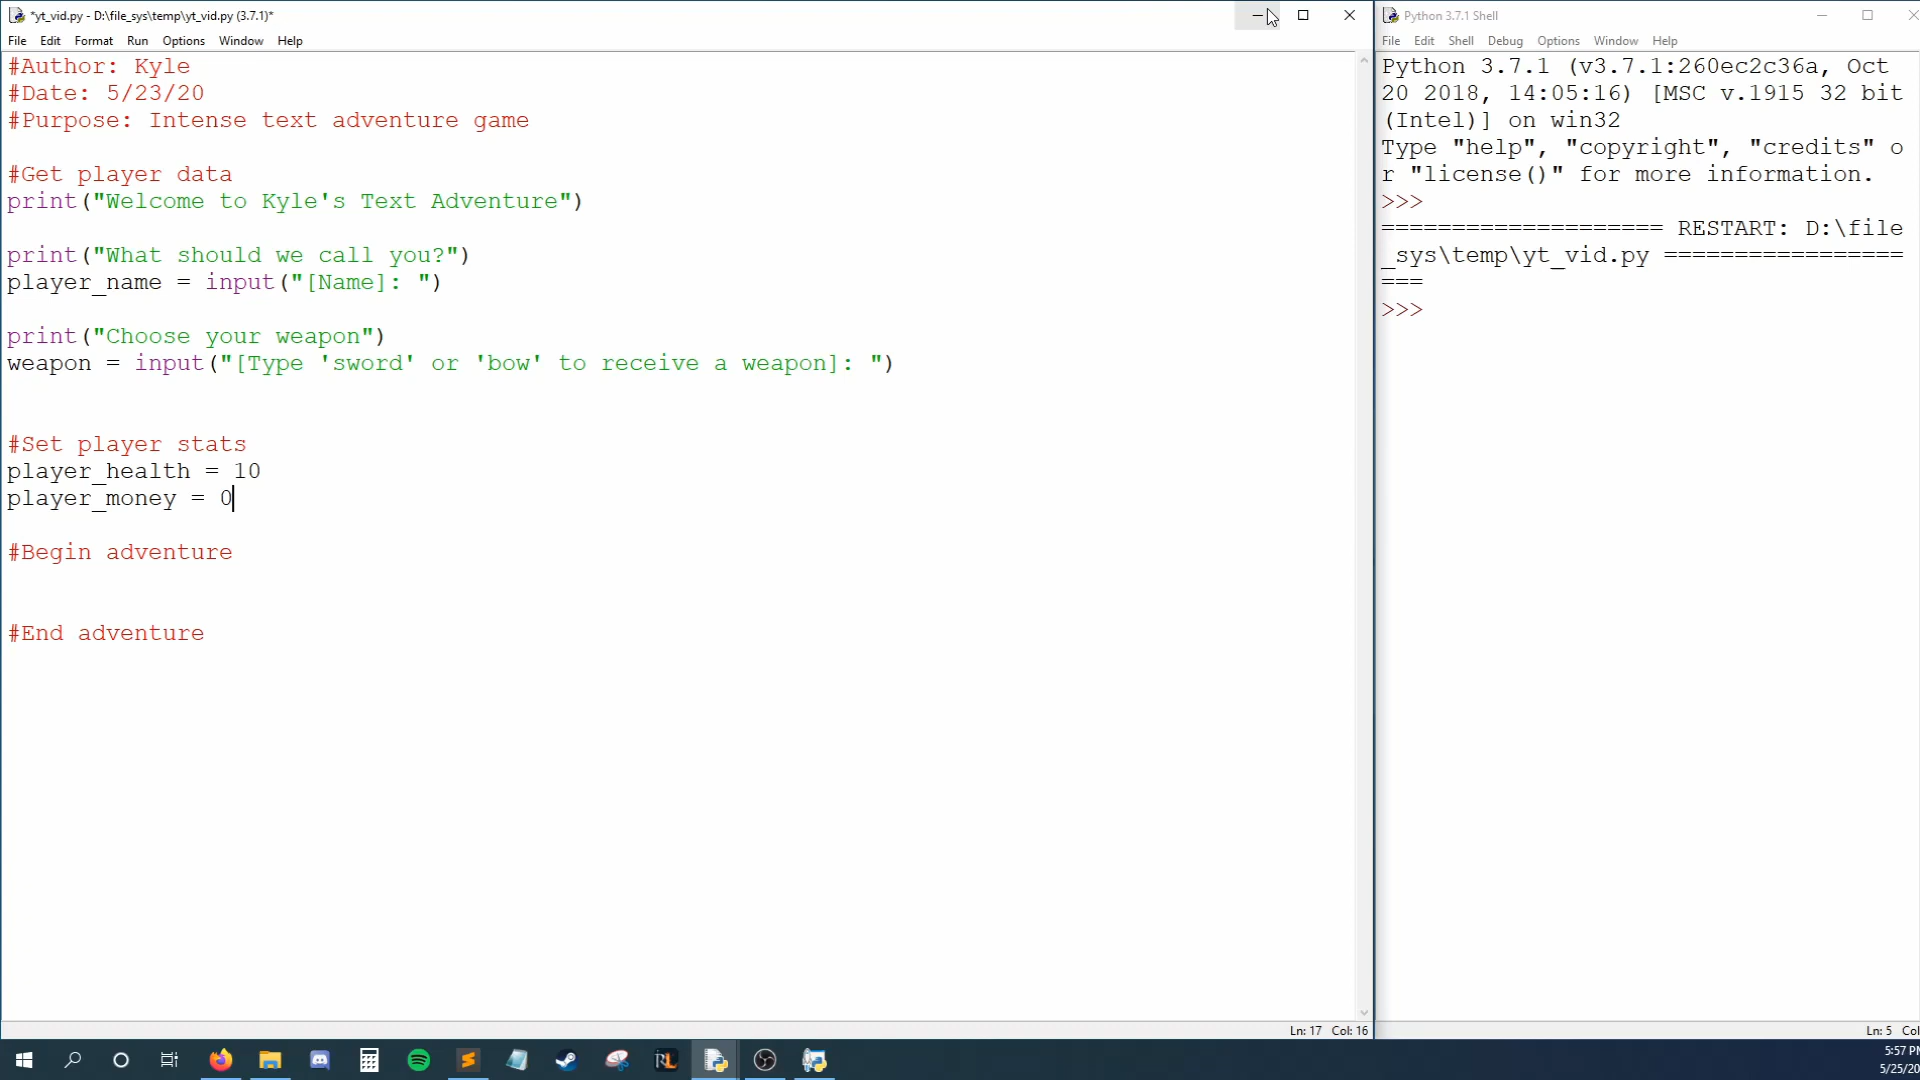 *yt_vid.py - D:\file_sys\temp\yt_vid.py (3.7.1)*
File Edit Format Run Options Window Help
#Author: Kyle
#Date: 5/23/20
#Purpose: Intense text adventure game
#Get player data
print("Welcome to Kyle's Text Adventure")
print("What should we call you?")
player_name = input("[Name]: ")
print("Choose your weapon")
weapon = input("[Type 'sword' or 'bow' to receive a weapon]: ")
#Set player stats
player_health = 10
player_money = 0
#Begin adventure
#End adventure
Ln: 17 Col: 16
Python 3.7.1 Shell
File Edit Shell Debug Options Window Help
Python 3.7.1 (v3.7.1:260ec2c36a, Oct
20 2018, 14:05:16) [MSC v.1915 32 bit
(Intel)] on win32
Type "help", "copyright", "credits" o
r "license()" for more information.
>>>
==================== RESTART: D:\file
_sys\temp\yt_vid.py =================
===
>>>
Ln: 5 Col
RL
5:57 PM
5/25/20